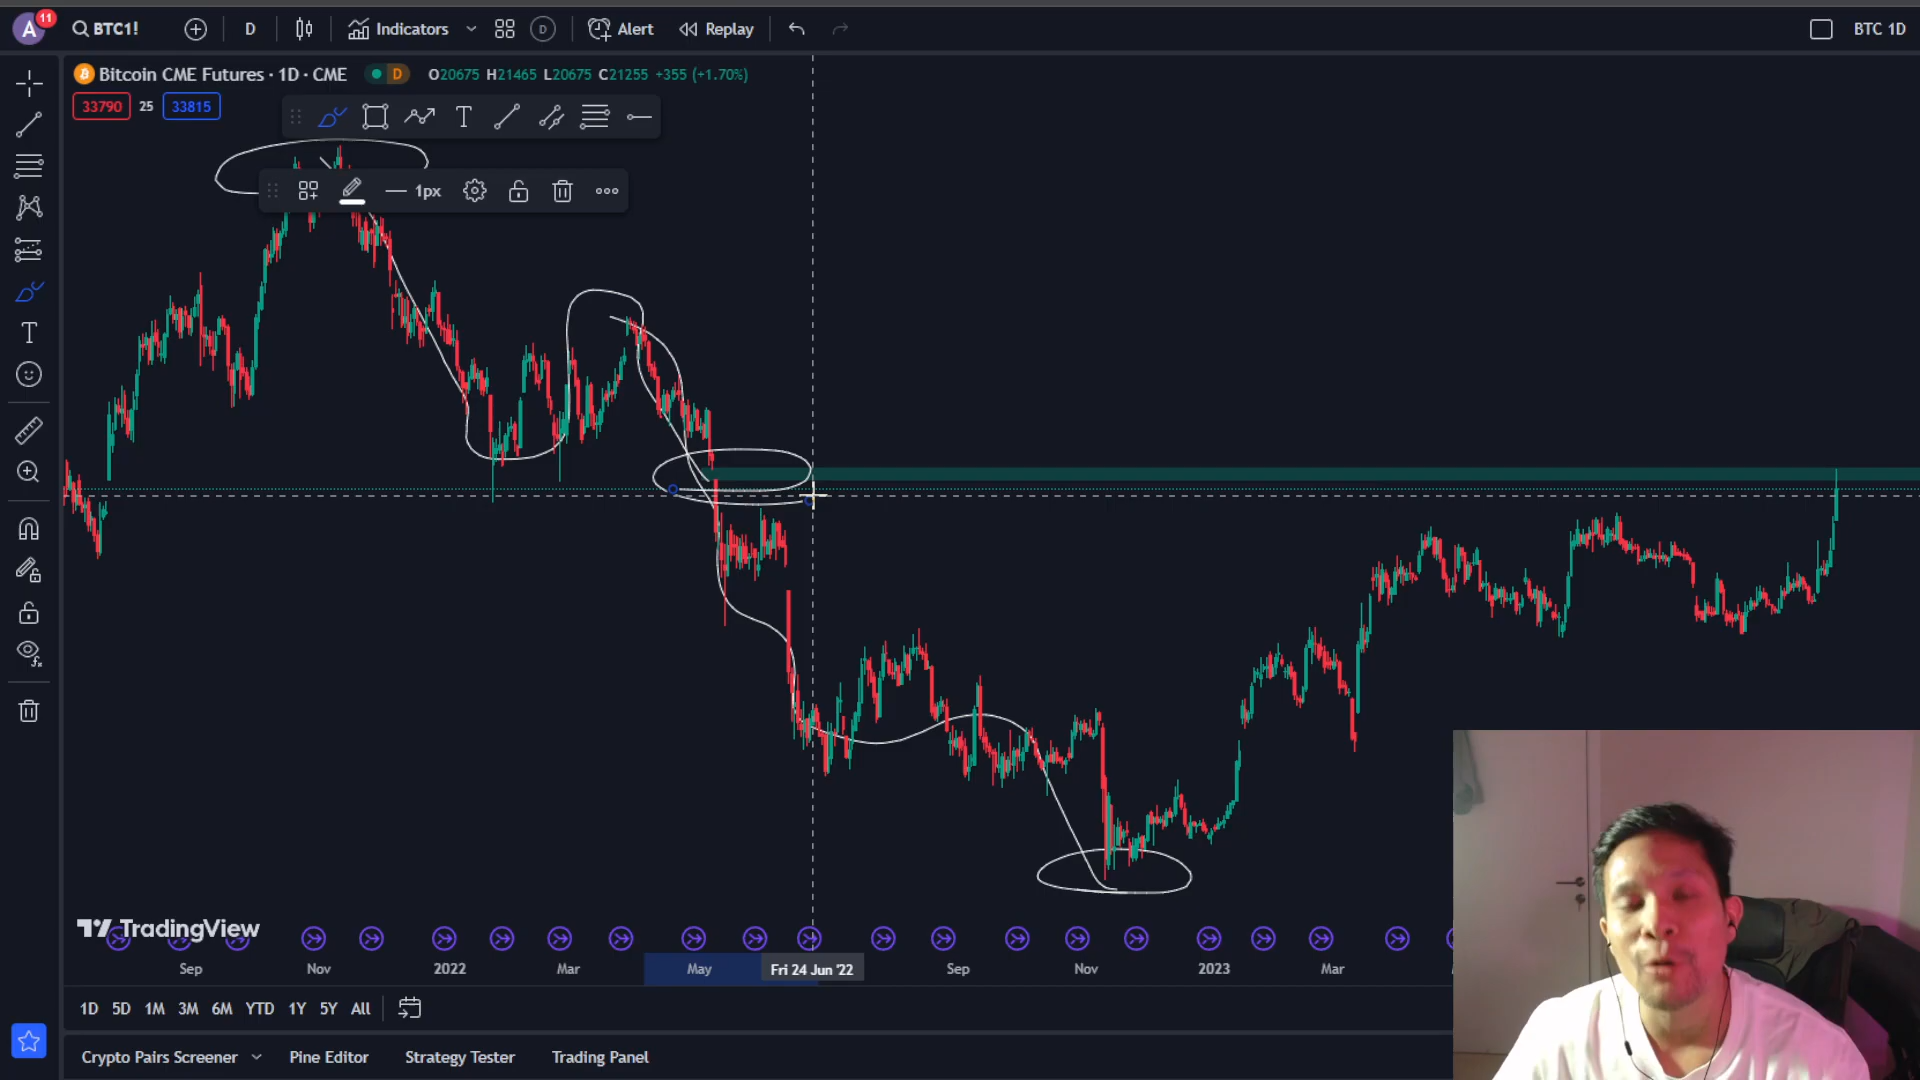 A 11 BTC1! D Indicators D Alert Replay BTC 1D
Bitcoin CME Futures · 1D · CME D O20675 H21465 L20675 C21255 +355 (+1.70%)
33790 25 33815
T
1px
T
TradingView
Sep Nov 2022 Mar May Fri 24 Jun '22 Sep Nov 2023 Mar
1D 5D 1M 3M 6M YTD 1Y 5Y All
Crypto Pairs Screener Pine Editor Strategy Tester Trading Panel